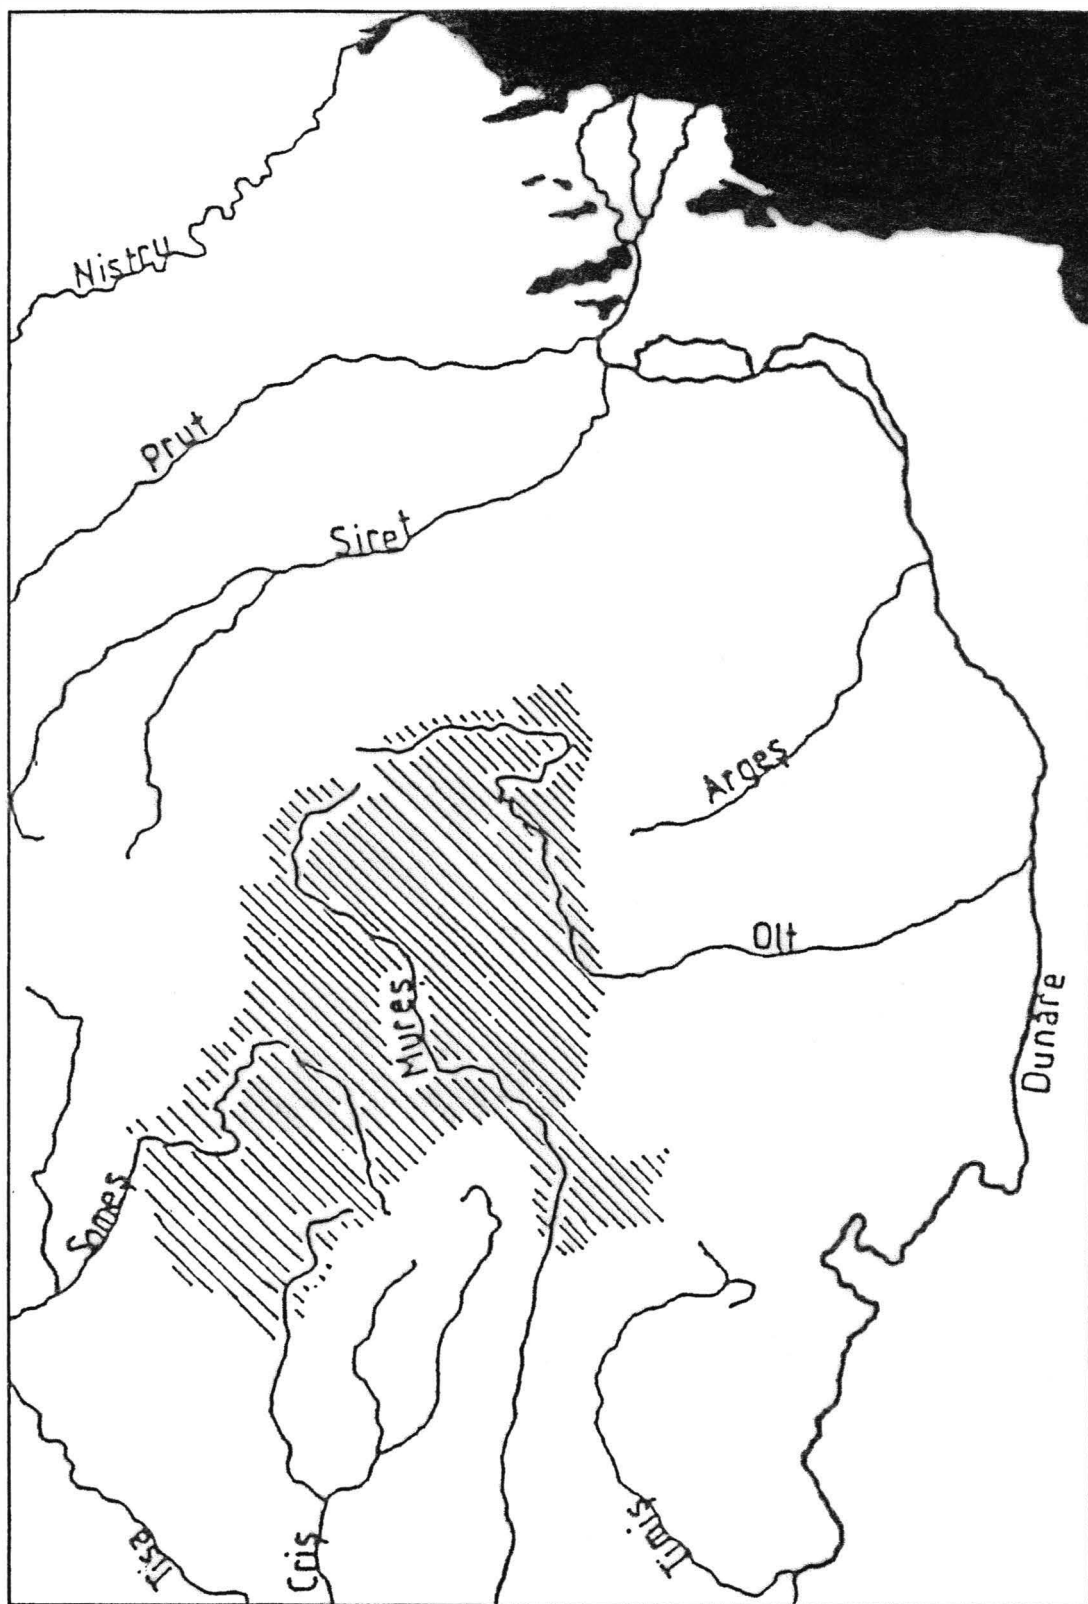 Nistru
Prut
Siret
Argeş
Olt
Mureş
Dunăre
Someş
Timiş
Tisa
Criş